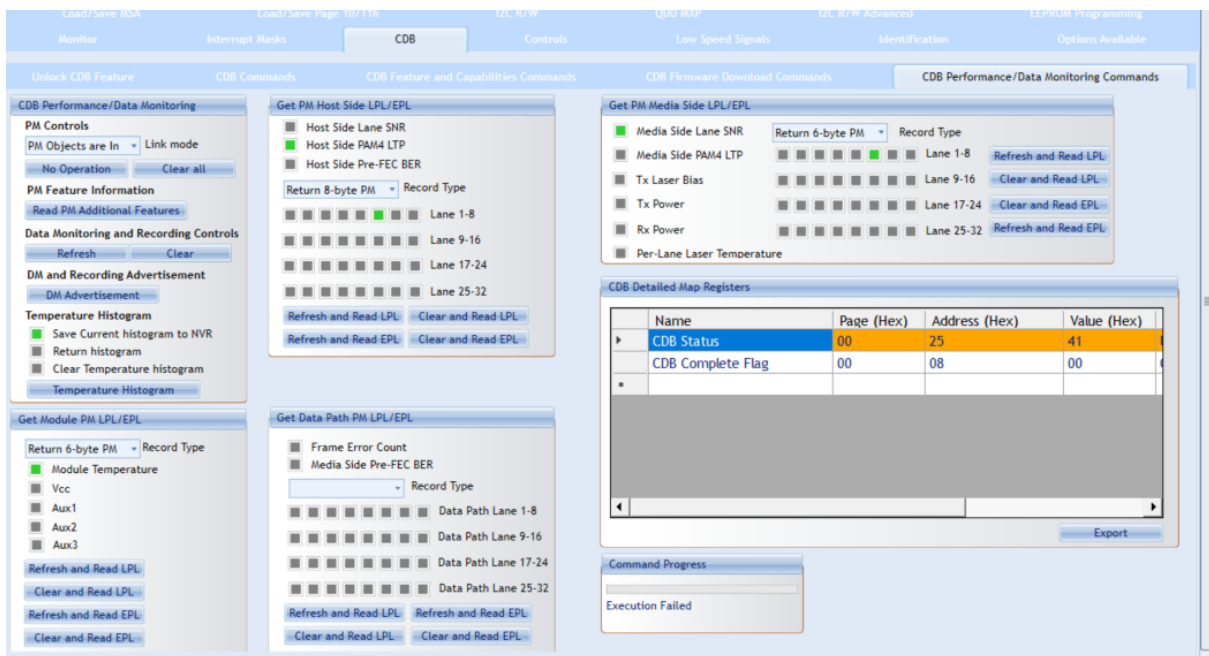 Load/Save MSA Load/Save Page 10/11h I2C R/W QDD MXP I2C R/W Advanced EEPROM Programming
Monitor Interrupt Masks CDB Controls Low Speed Signals Identification Options Available
Unlock CDB Feature CDB Commands CDB Feature and Capabilities Commands CDB Firmware Download Commands CDB Performance/Data Monitoring Commands
CDB Performance/Data Monitoring
PM Controls
PM Objects are In Link mode
No Operation Clear all
PM Feature Information
Read PM Additional Features
Data Monitoring and Recording Controls
Refresh Clear
DM and Recording Advertisement
DM Advertisement
Temperature Histogram
Save Current histogram to NVR
Return histogram
Clear Temperature histogram
Temperature Histogram
Get PM Host Side LPL/EPL
Host Side Lane SNR
Host Side PAM4 LTP
Host Side Pre-FEC BER
Return 8-byte PM Record Type
Lane 1-8
Lane 9-16
Lane 17-24
Lane 25-32
Refresh and Read LPL Clear and Read LPL
Refresh and Read EPL Clear and Read EPL
Get PM Media Side LPL/EPL
Media Side Lane SNR Return 6-byte PM Record Type
Media Side PAM4 LTP Lane 1-8 Refresh and Read LPL
Tx Laser Bias Lane 9-16 Clear and Read LPL
Tx Power Lane 17-24 Clear and Read EPL
Rx Power Lane 25-32 Refresh and Read EPL
Per-Lane Laser Temperature
CDB Detailed Map Registers
Name Page (Hex) Address (Hex) Value (Hex)
CDB Status 00 25 41
CDB Complete Flag 00 08 00
Export
Get Module PM LPL/EPL
Return 6-byte PM Record Type
Module Temperature
Vcc
Aux1
Aux2
Aux3
Refresh and Read LPL
Clear and Read LPL
Refresh and Read EPL
Clear and Read EPL
Get Data Path PM LPL/EPL
Frame Error Count
Media Side Pre-FEC BER
Record Type
Data Path Lane 1-8
Data Path Lane 9-16
Data Path Lane 17-24
Data Path Lane 25-32
Refresh and Read LPL Refresh and Read EPL
Clear and Read LPL Clear and Read EPL
Command Progress
Execution Failed